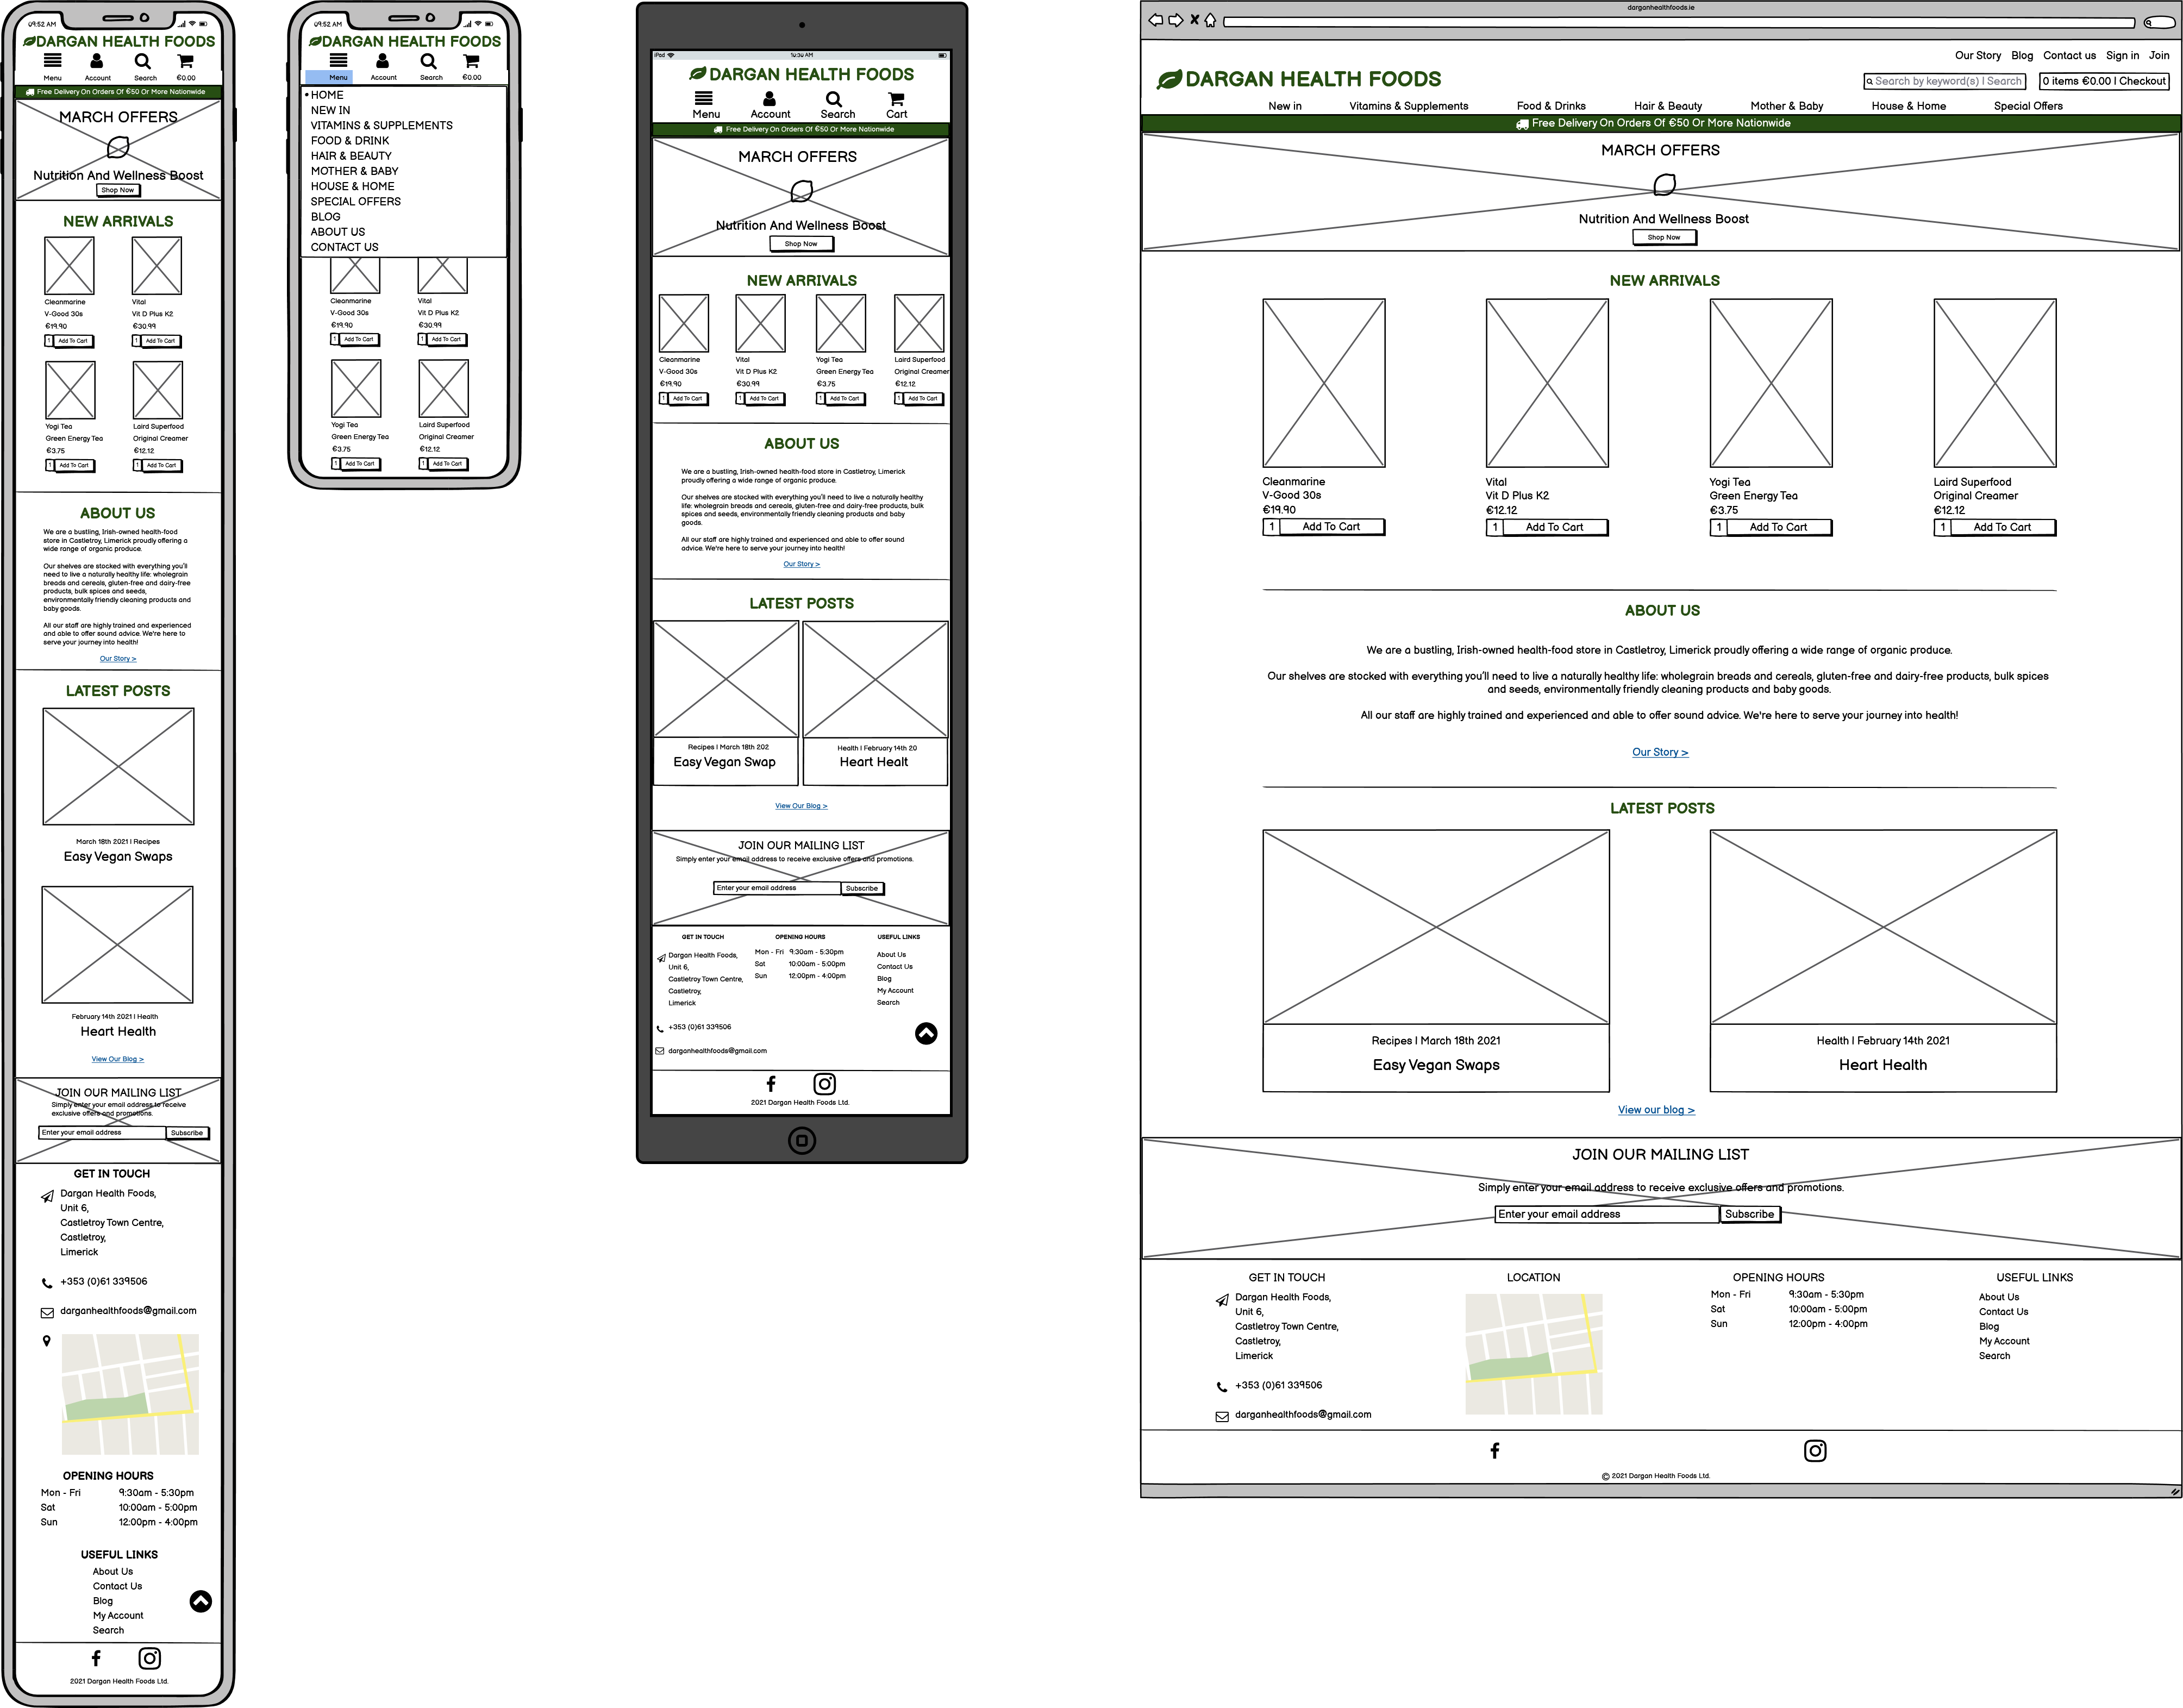 09:52 AM
DARGAN HEALTH FOODS
Menu Account Search €0.00
Free Delivery On Orders Of €50 Or More Nationwide
MARCH OFFERS
Nutrition And Wellness Boost
Shop Now
NEW ARRIVALS
Cleanmarine Vital
V-Good 30s Vit D Plus K2
€19.90 €30.99
1 Add To Cart 1 Add To Cart
Yogi Tea Laird Superfood
Green Energy Tea Original Creamer
€3.75 €12.12
1 Add To Cart 1 Add To Cart
ABOUT US
We are a bustling, Irish-owned health-food
store in Castletroy, Limerick proudly offering a
wide range of organic produce.
Our shelves are stocked with everything you'll
need to live a naturally healthy life: wholegrain
breads and cereals, gluten-free and dairy-free
products, bulk spices and seeds,
environmentally friendly cleaning products and
baby goods.
All our staff are highly trained and experienced
and able to offer sound advice. We're here to
serve your journey into health!
Our Story >
LATEST POSTS
March 18th 2021 | Recipes
Easy Vegan Swaps
February 14th 2021 | Health
Heart Health
View Our Blog >
JOIN OUR MAILING LIST
Simply enter your email address to receive
exclusive offers and promotions.
Enter your email address Subscribe
GET IN TOUCH
Dargan Health Foods,
Unit 6,
Castletroy Town Centre,
Castletroy,
Limerick
+353 (0)61 339506
darganhealthfoods@gmail.com
OPENING HOURS
Mon - Fri 9:30am - 5:30pm
Sat 10:00am - 5:00pm
Sun 12:00pm - 4:00pm
USEFUL LINKS
About Us
Contact Us
Blog
My Account
Search
2021 Dargan Health Foods Ltd.
09:52 AM
DARGAN HEALTH FOODS
Menu Account Search €0.00
HOME
NEW IN
VITAMINS & SUPPLEMENTS
FOOD & DRINK
HAIR & BEAUTY
MOTHER & BABY
HOUSE & HOME
SPECIAL OFFERS
BLOG
ABOUT US
CONTACT US
Cleanmarine Vital
V-Good 30s Vit D Plus K2
€19.90 €30.99
1 Add To Cart 1 Add To Cart
Yogi Tea Laird Superfood
Green Energy Tea Original Creamer
€3.75 €12.12
1 Add To Cart 1 Add To Cart
iPod 10:36 AM
DARGAN HEALTH FOODS
Menu Account Search Cart
Free Delivery On Orders Of €50 Or More Nationwide
MARCH OFFERS
Nutrition And Wellness Boost
Shop Now
NEW ARRIVALS
Cleanmarine Vital Yogi Tea Laird Superfood
V-Good 30s Vit D Plus K2 Green Energy Tea Original Creamer
€19.90 €30.99 €3.75 €12.12
1 Add To Cart 1 Add To Cart 1 Add To Cart 1 Add To Cart
ABOUT US
We are a bustling, Irish-owned health-food store in Castletroy, Limerick
proudly offering a wide range of organic produce.
Our shelves are stocked with everything you'll need to live a naturally healthy
life: wholegrain breads and cereals, gluten-free and dairy-free products, bulk
spices and seeds, environmentally friendly cleaning products and baby
goods.
All our staff are highly trained and experienced and able to offer sound
advice. We're here to serve your journey into health!
Our Story >
LATEST POSTS
Recipes | March 18th 202 Health | February 14th 20
Easy Vegan Swap Heart Healt
View Our Blog >
JOIN OUR MAILING LIST
Simply enter your email address to receive exclusive offers and promotions.
Enter your email address Subscribe
GET IN TOUCH OPENING HOURS USEFUL LINKS
Dargan Health Foods, Mon - Fri 9:30am - 5:30pm About Us
Unit 6, Sat 10:00am - 5:00pm Contact Us
Castletroy Town Centre, Sun 12:00pm - 4:00pm Blog
Castletroy, My Account
Limerick Search
+353 (0)61 339506
darganhealthfoods@gmail.com
2021 Dargan Health Foods Ltd.
darganhealthfoods.ie
Our Story Blog Contact us Sign in Join
DARGAN HEALTH FOODS Search by keyword(s) | Search 0 items €0.00 | Checkout
New in Vitamins & Supplements Food & Drinks Hair & Beauty Mother & Baby House & Home Special Offers
Free Delivery On Orders Of €50 Or More Nationwide
MARCH OFFERS
Nutrition And Wellness Boost
Shop Now
NEW ARRIVALS
Cleanmarine Vital Yogi Tea Laird Superfood
V-Good 30s Vit D Plus K2 Green Energy Tea Original Creamer
€19.90 €12.12 €3.75 €12.12
1 Add To Cart 1 Add To Cart 1 Add To Cart 1 Add To Cart
ABOUT US
We are a bustling, Irish-owned health-food store in Castletroy, Limerick proudly offering a wide range of organic produce.
Our shelves are stocked with everything you'll need to live a naturally healthy life: wholegrain breads and cereals, gluten-free and dairy-free products, bulk spices
and seeds, environmentally friendly cleaning products and baby goods.
All our staff are highly trained and experienced and able to offer sound advice. We're here to serve your journey into health!
Our Story >
LATEST POSTS
Recipes | March 18th 2021 Health | February 14th 2021
Easy Vegan Swaps Heart Health
View our blog >
JOIN OUR MAILING LIST
Simply enter your email address to receive exclusive offers and promotions.
Enter your email address Subscribe
GET IN TOUCH LOCATION OPENING HOURS USEFUL LINKS
Dargan Health Foods, Mon - Fri 9:30am - 5:30pm About Us
Unit 6, Sat 10:00am - 5:00pm Contact Us
Castletroy Town Centre, Sun 12:00pm - 4:00pm Blog
Castletroy, My Account
Limerick Search
+353 (0)61 339506
darganhealthfoods@gmail.com
© 2021 Dargan Health Foods Ltd.